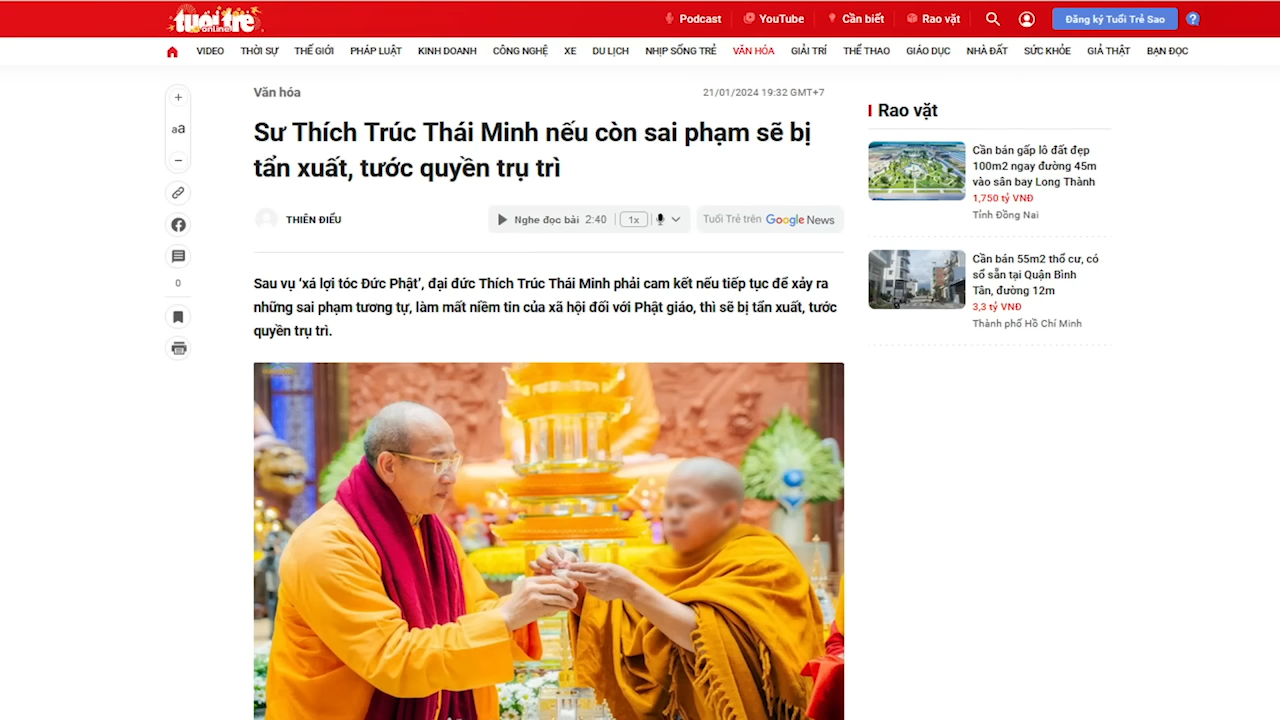 tuổi trẻ
online
Podcast
YouTube
Cần biết
Rao vặt
Đăng ký Tuổi Trẻ Sao
?
VIDEO THỜI SỰ THẾ GIỚI PHÁP LUẬT KINH DOANH CÔNG NGHỆ XE DU LỊCH NHỊP SỐNG TRẺ VĂN HÓA GIẢI TRÍ THỂ THAO GIÁO DỤC NHÀ ĐẤT SỨC KHỎE GIẢ THẬT BẠN ĐỌC
+
aa
−
0
Văn hóa
21/01/2024 19:32 GMT+7
Sư Thích Trúc Thái Minh nếu còn sai phạm sẽ bị
tẩn xuất, tước quyền trụ trì
THIÊN ĐIỂU
Nghe đọc bài 2:40 1x
Tuổi Trẻ trên Google News
Sau vụ ‘xá lợi tóc Đức Phật’, đại đức Thích Trúc Thái Minh phải cam kết nếu tiếp tục để xảy ra
những sai phạm tương tự, làm mất niềm tin của xã hội đối với Phật giáo, thì sẽ bị tẩn xuất, tước
quyền trụ trì.
Rao vặt
Cần bán gấp lô đất đẹp
100m2 ngay đường 45m
vào sân bay Long Thành
1,750 tỷ VNĐ
Tỉnh Đồng Nai
Cần bán 55m2 thổ cư, có
sổ sẵn tại Quận Bình
Tân, đường 12m
3,3 tỷ VNĐ
Thành phố Hồ Chí Minh